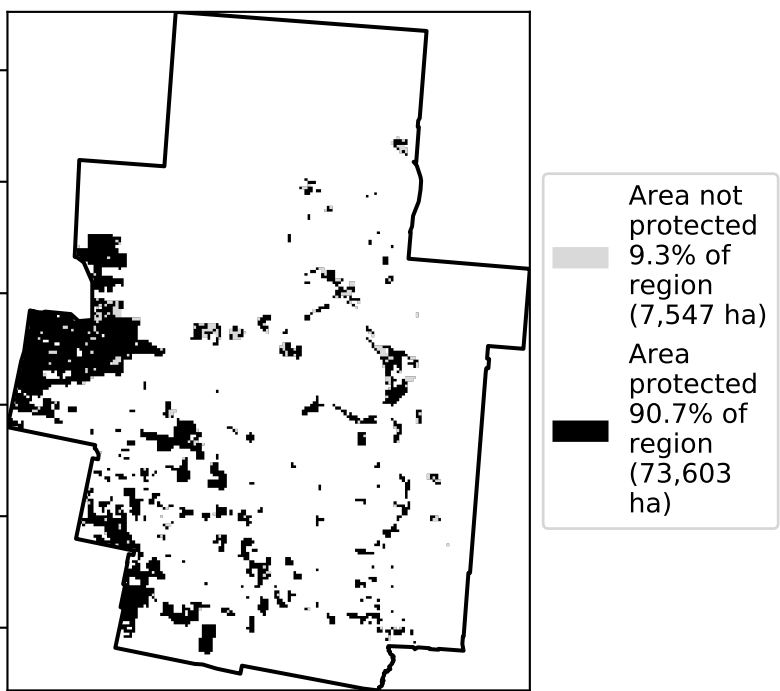 Area not
protected
9.3% of
region
(7,547 ha)
Area
protected
90.7% of
region
(73,603
ha)